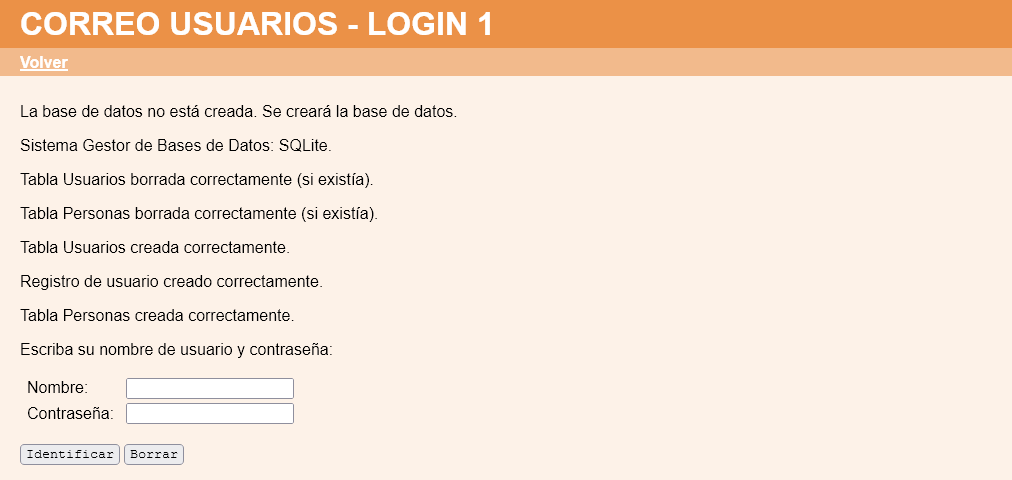 CORREO USUARIOS - LOGIN 1
Volver
La base de datos no está creada. Se creará la base de datos.
Sistema Gestor de Bases de Datos: SQLite.
Tabla Usuarios borrada correctamente (si existía).
Tabla Personas borrada correctamente (si existía).
Tabla Usuarios creada correctamente.
Registro de usuario creado correctamente.
Tabla Personas creada correctamente.
Escriba su nombre de usuario y contraseña:
Nombre:
Contraseña:
Identificar Borrar